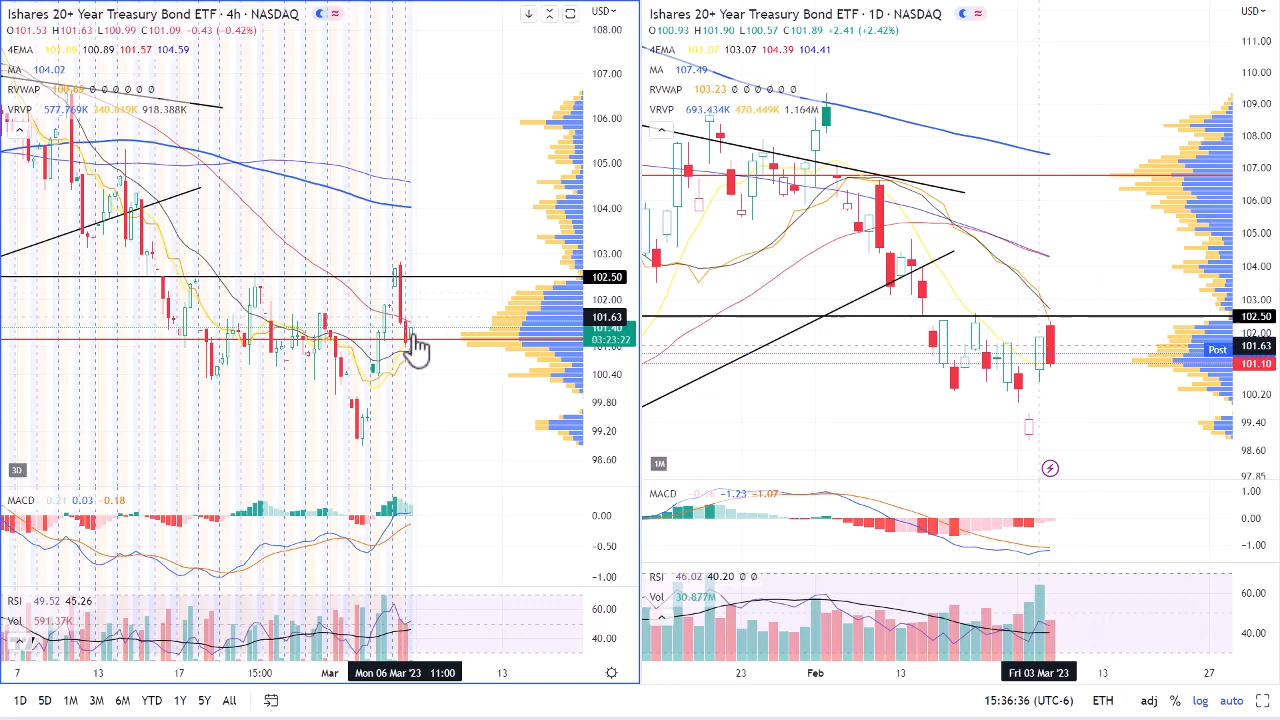 Ishares 20+ Year Treasury Bond ETF · 4h · NASDAQ
USD
O101.53 H101.63 L100.99 C101.09 −0.43 (−0.42%)
4EMA 101.09 100.89 101.57 104.59
MA 104.02
RVWAP 100.69 ∅ ∅ ∅ ∅ ∅ ∅
VRVP 577.769K 340.619K 918.388K
108.00
107.00
106.00
105.00
104.00
103.00
102.50
102.00
101.63
101.40
03:23:22
101.00
100.40
99.80
99.20
98.60
3D
MACD 0.21 0.03 −0.18
0.00
−0.50
−1.00
RSI 49.52 45.26
Vol 591.37K
60.00
40.00
7
13
17
15:00
Mar
Mon 06 Mar '23 11:00
13
Ishares 20+ Year Treasury Bond ETF · 1D · NASDAQ
USD
O100.93 H101.90 L100.57 C101.89 +2.41 (+2.42%)
4EMA 101.07 103.07 104.39 104.41
MA 107.49
RVWAP 103.23 ∅ ∅ ∅ ∅ ∅ ∅
VRVP 693.434K 470.449K 1.164M
111.00
110.00
108.00
107.00
106.00
105.00
104.00
103.00
102.50
102.00
101.63
Post
101.10
100.20
99.40
98.60
97.85
1M
MACD −0.16 −1.23 −1.07
1.00
0.00
−1.00
RSI 46.02 40.20 ∅ ∅
Vol 30.877M
60.00
40.00
23
Feb
13
Fri 03 Mar '23
13
27
1D 5D 1M 3M 6M YTD 1Y 5Y All
15:36:36 (UTC-6) ETH adj % log auto